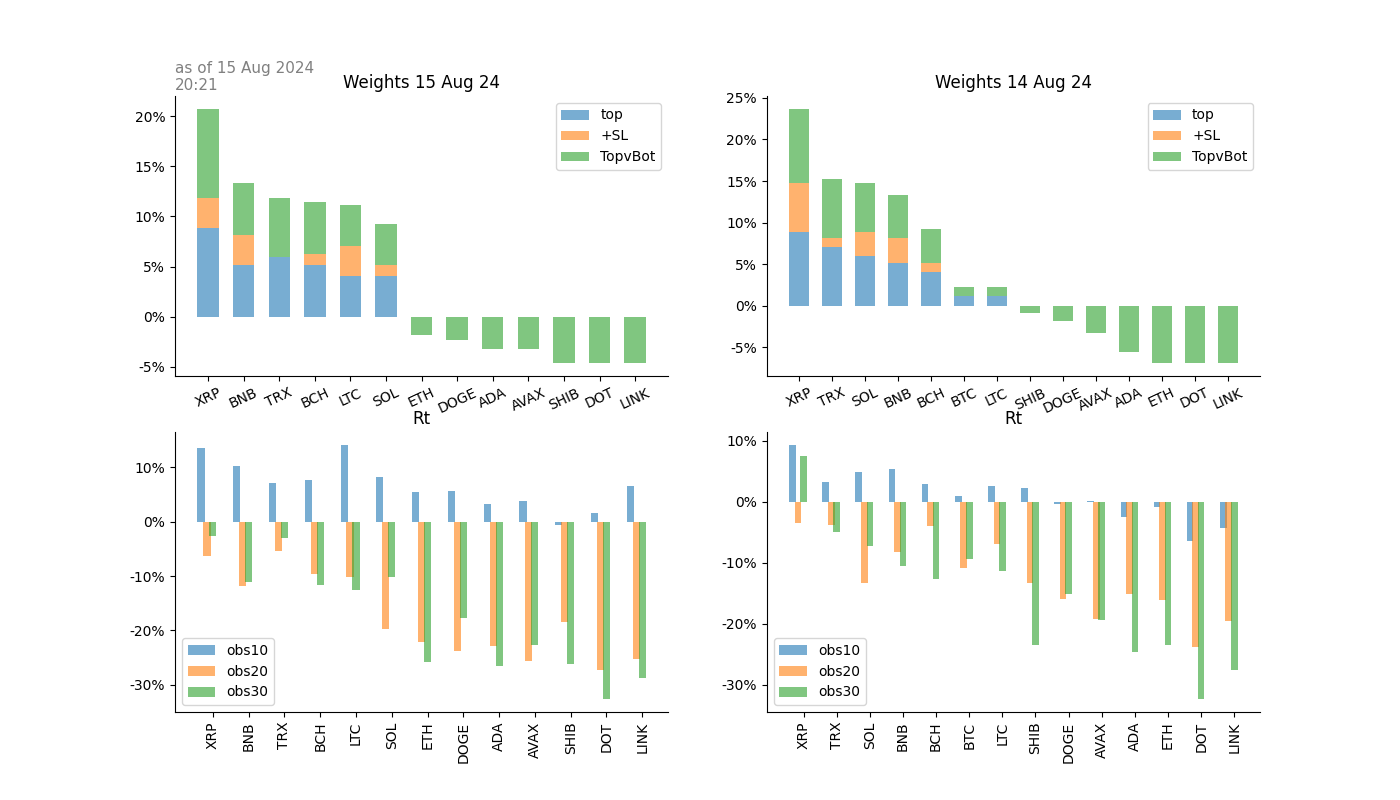 as of 15 Aug 2024
20:21
Weights 15 Aug 24
20%
15%
10%
5%
0%
-5%
top
+SL
TopvBot
XRP BNB TRX BCH LTC SOL ETH DOGE ADA AVAX SHIB DOT LINK
Weights 14 Aug 24
25%
20%
15%
10%
5%
0%
-5%
top
+SL
TopvBot
XRP TRX SOL BNB BCH BTC LTC SHIB DOGE AVAX ADA ETH DOT LINK
Rt
10%
0%
-10%
-20%
-30%
obs10
obs20
obs30
XRP BNB TRX BCH LTC SOL ETH DOGE ADA AVAX SHIB DOT LINK
Rt
10%
0%
-10%
-20%
-30%
obs10
obs20
obs30
XRP TRX SOL BNB BCH BTC LTC SHIB DOGE AVAX ADA ETH DOT LINK